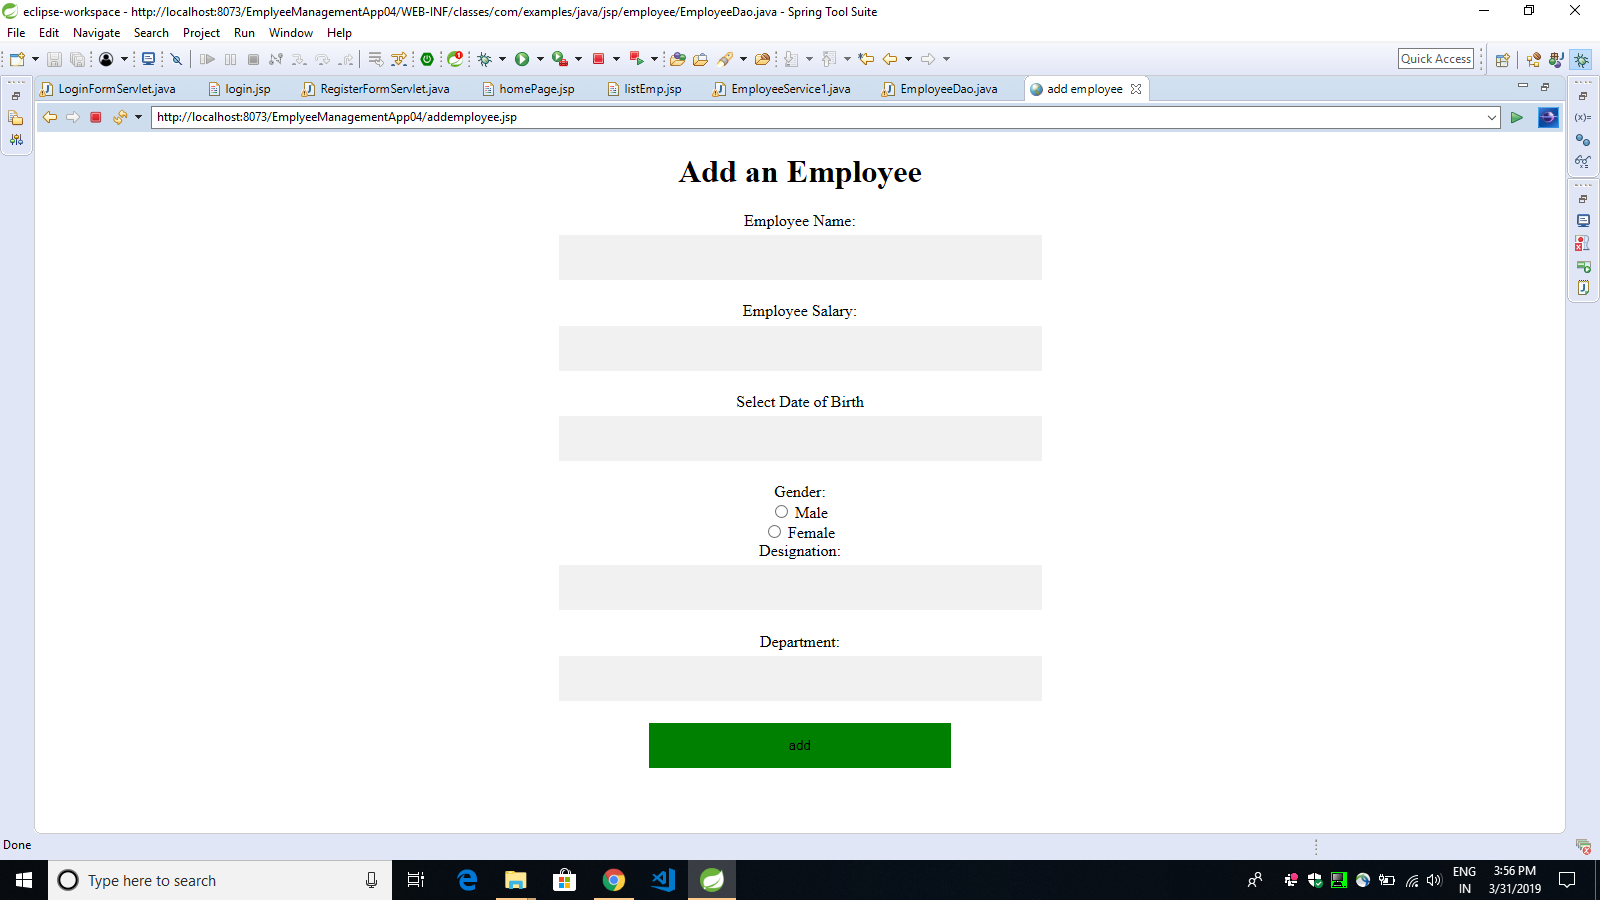 eclipse-workspace - http://localhost:8073/EmplyeeManagementApp04/WEB-INF/classes/com/examples/java/jsp/employee/EmployeeDao.java - Spring Tool Suite
File Edit Navigate Search Project Run Window Help
Quick Access
LoginFormServlet.java login.jsp RegisterFormServlet.java homePage.jsp listEmp.jsp EmployeeService1.java EmployeeDao.java add employee
http://localhost:8073/EmplyeeManagementApp04/addemployee.jsp
Add an Employee
Employee Name:
Employee Salary:
Select Date of Birth
Gender:
Male
Female
Designation:
Department:
add
Done
Type here to search
ENG
IN
3:56 PM
3/31/2019